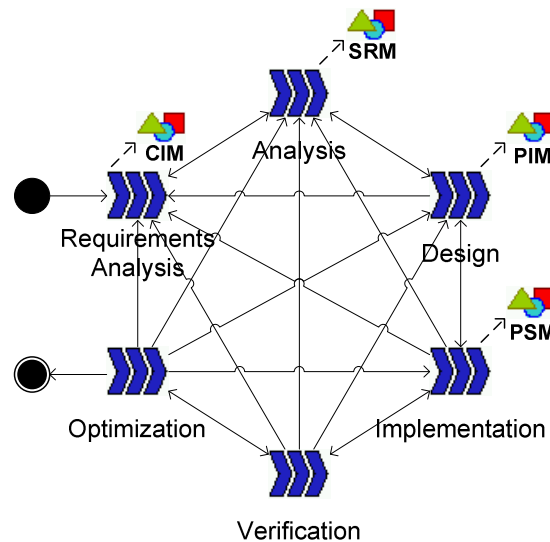 SRM
Analysis
CIM
PIM
Requirements
Analysis
Design
PSM
Optimization
Implementation
Verification